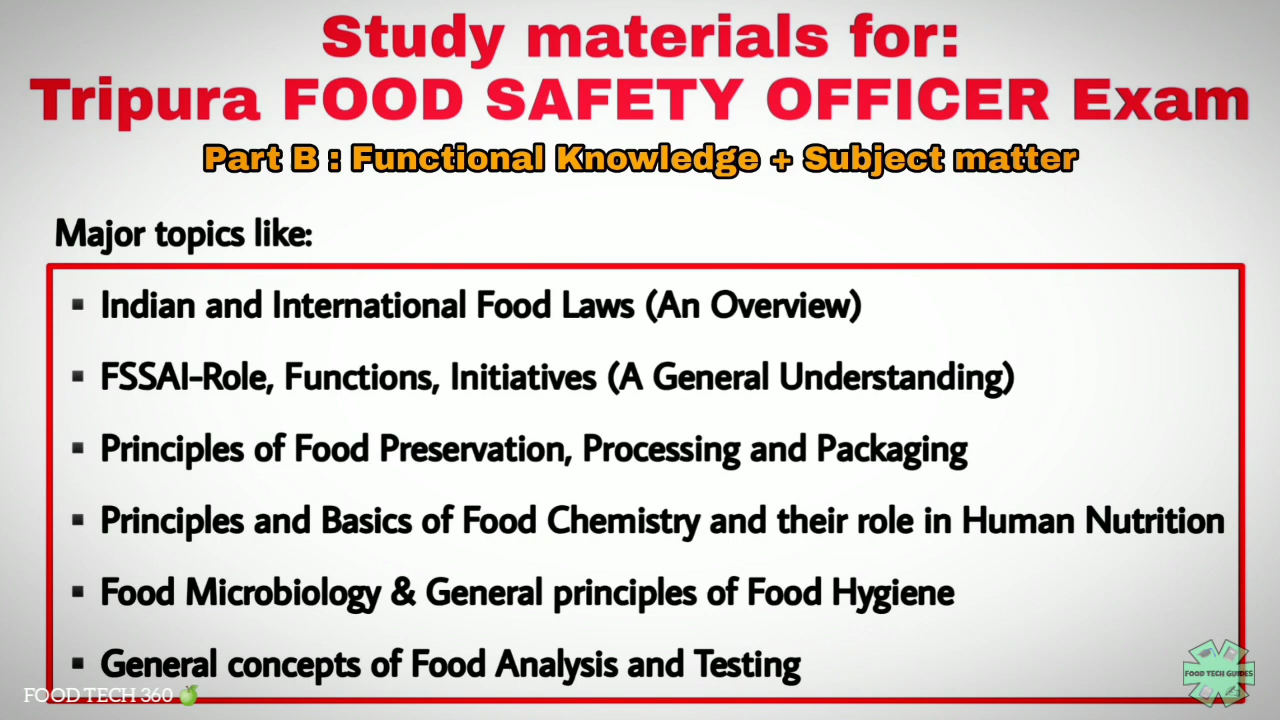 Study materials for:
Tripura FOOD SAFETY OFFICER Exam
Part B : Functional Knowledge + Subject matter
Major topics like:
▪ Indian and International Food Laws (An Overview)
▪ FSSAI-Role, Functions, Initiatives (A General Understanding)
▪ Principles of Food Preservation, Processing and Packaging
▪ Principles and Basics of Food Chemistry and their role in Human Nutrition
▪ Food Microbiology & General principles of Food Hygiene
▪ General concepts of Food Analysis and Testing
FOOD TECH GUIDES
FOOD TECH 360 🍏